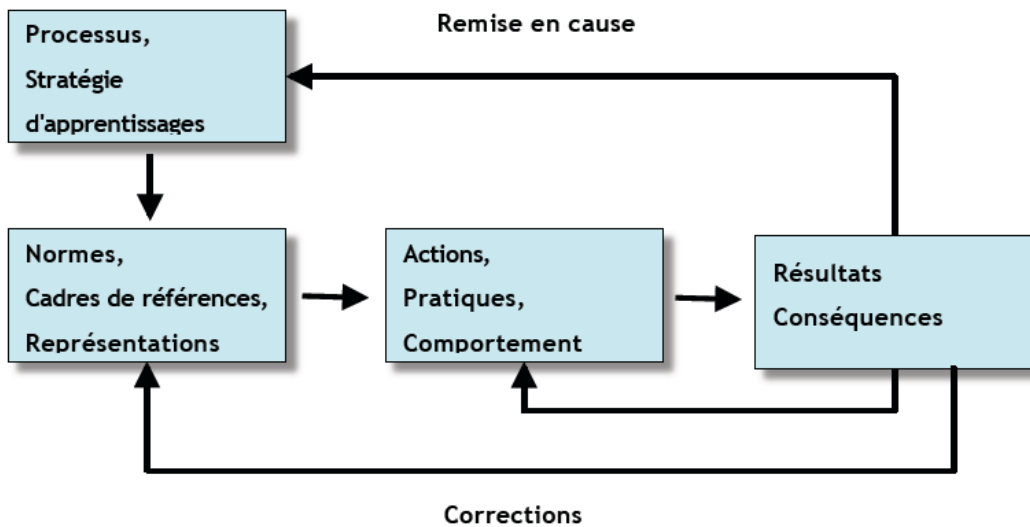 Remise en cause
Processus,
Stratégie
d'apprentissages
Normes,
Cadres de références,
Représentations
Actions,
Pratiques,
Comportement
Résultats
Conséquences
Corrections